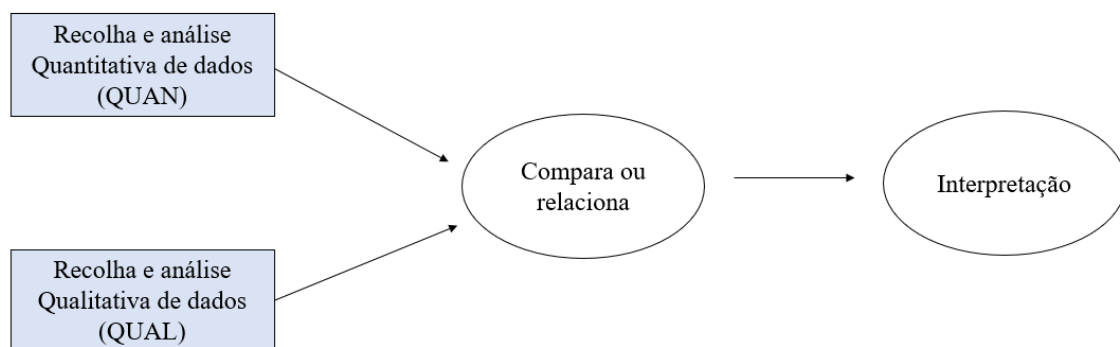 Recolha e análise
Quantitativa de dados
(QUAN)
Compara ou
relaciona
Interpretação
Recolha e análise
Qualitativa de dados
(QUAL)